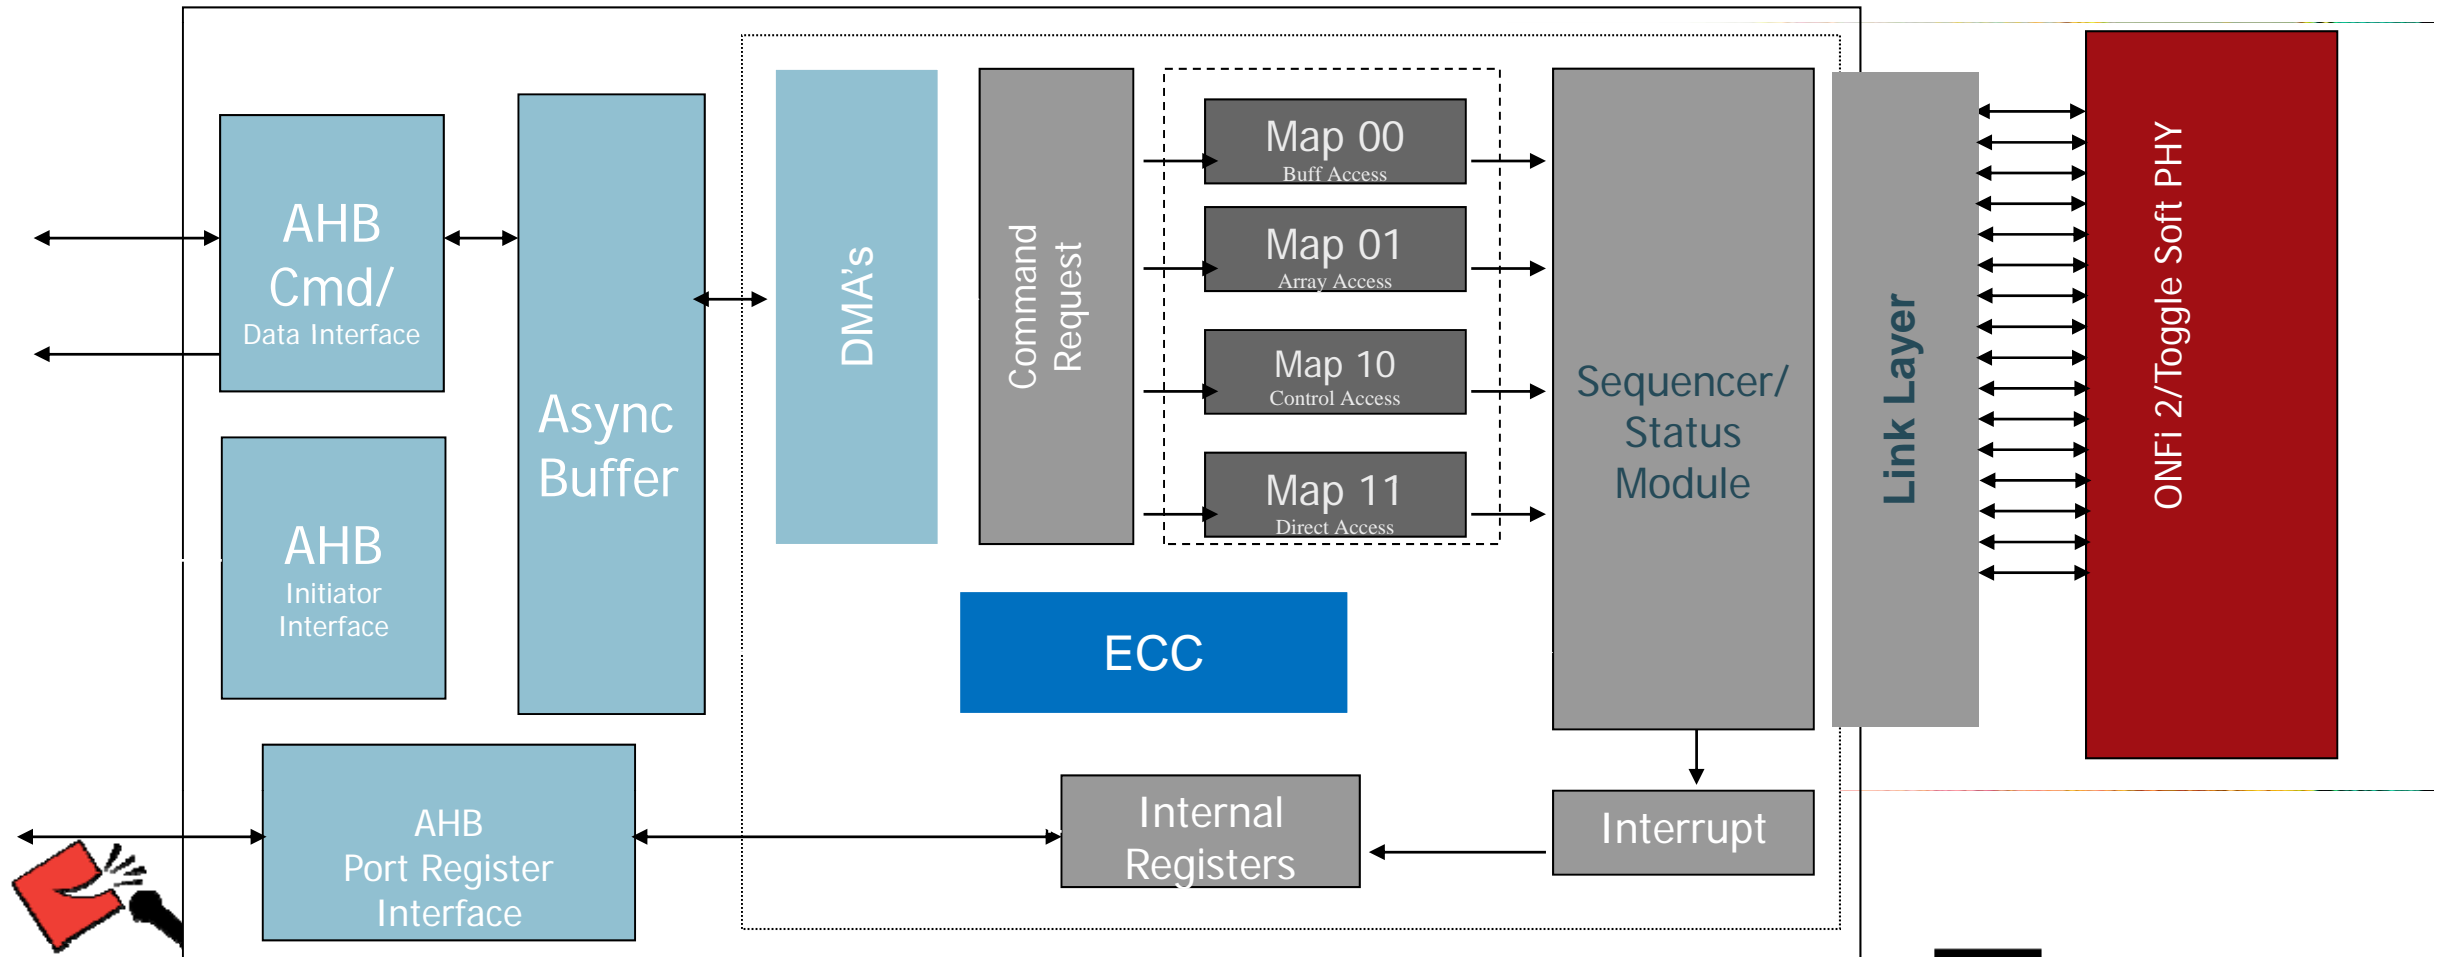 AHB
Cmd/
Data Interface
AHB
Initiator
Interface
Async
Buffer
AHB
Port Register
Interface
DMA's
Command
Request
Map 00
Buff Access
Map 01
Array Access
Map 10
Control Access
Map 11
Direct Access
ECC
Internal
Registers
Sequencer/
Status
Module
Interrupt
Link Layer
ONFi 2/Toggle Soft PHY